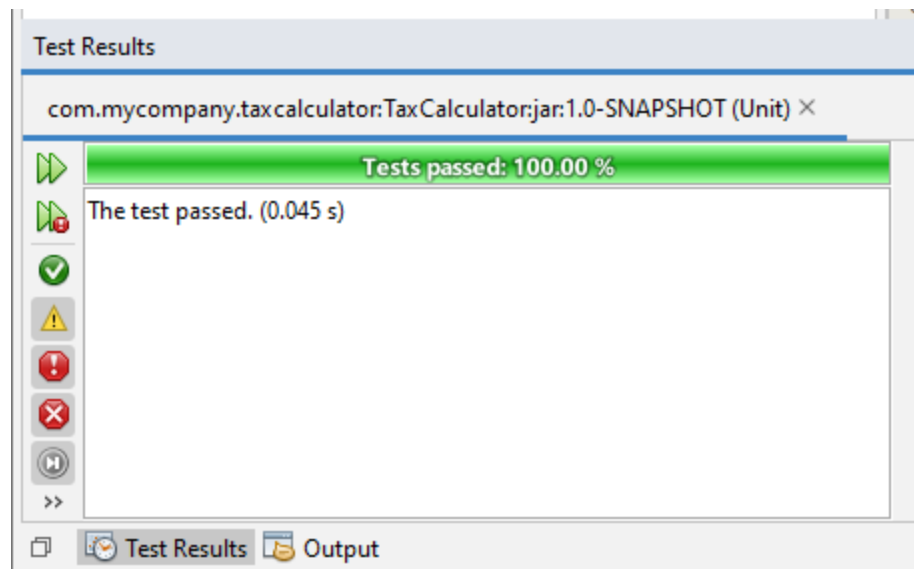 Test Results
com.mycompany.taxcalculator:TaxCalculator:jar:1.0-SNAPSHOT (Unit) ×
Tests passed: 100.00 %
The test passed. (0.045 s)
>>
Test Results Output